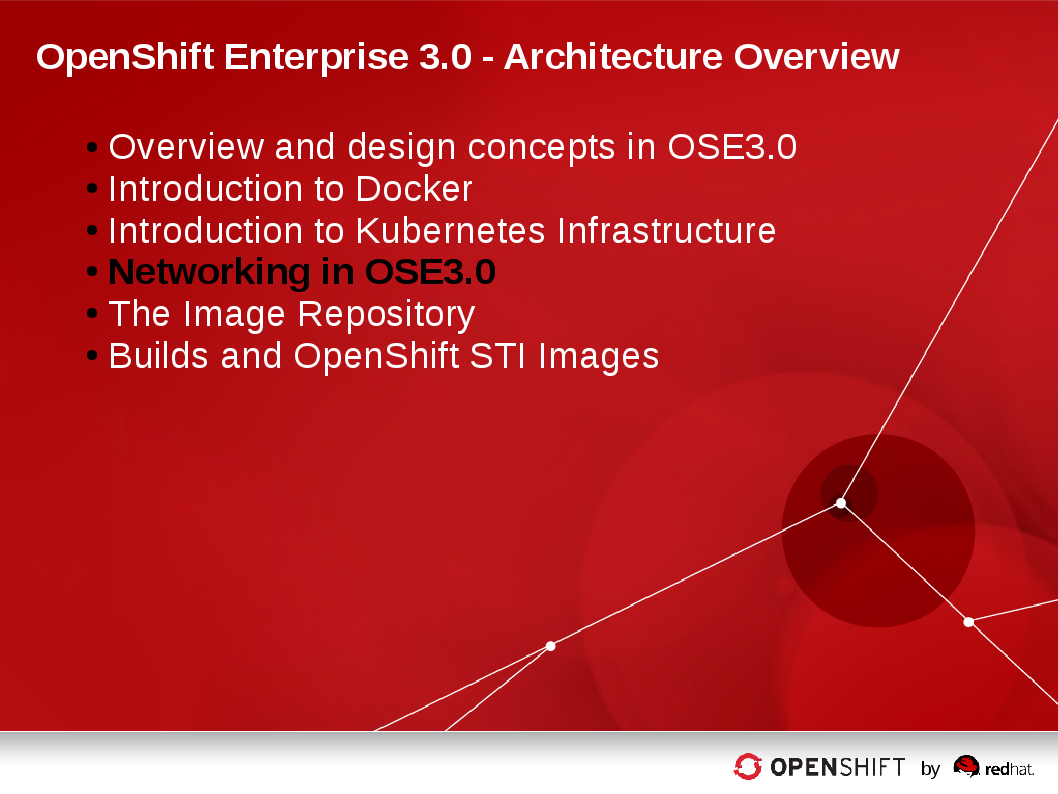 OpenShift Enterprise 3.0 - Architecture Overview
• Overview and design concepts in OSE3.0
• Introduction to Docker
• Introduction to Kubernetes Infrastructure
• Networking in OSE3.0
• The Image Repository
• Builds and OpenShift STI Images
OPENSHIFT by redhat.